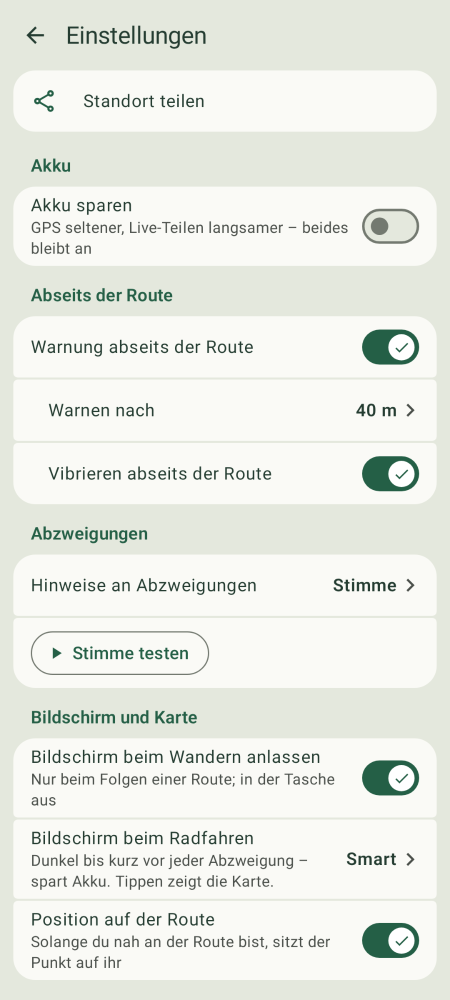 Einstellungen
Standort teilen
Akku
Akku sparen
GPS seltener, Live-Teilen langsamer – beides
bleibt an
Abseits der Route
Warnung abseits der Route
Warnen nach
40 m
Vibrieren abseits der Route
Abzweigungen
Hinweise an Abzweigungen
Stimme
Stimme testen
Bildschirm und Karte
Bildschirm beim Wandern anlassen
Nur beim Folgen einer Route; in der Tasche
aus
Bildschirm beim Radfahren
Dunkel bis kurz vor jeder Abzweigung –
spart Akku. Tippen zeigt die Karte.
Smart
Position auf der Route
Solange du nah an der Route bist, sitzt der
Punkt auf ihr